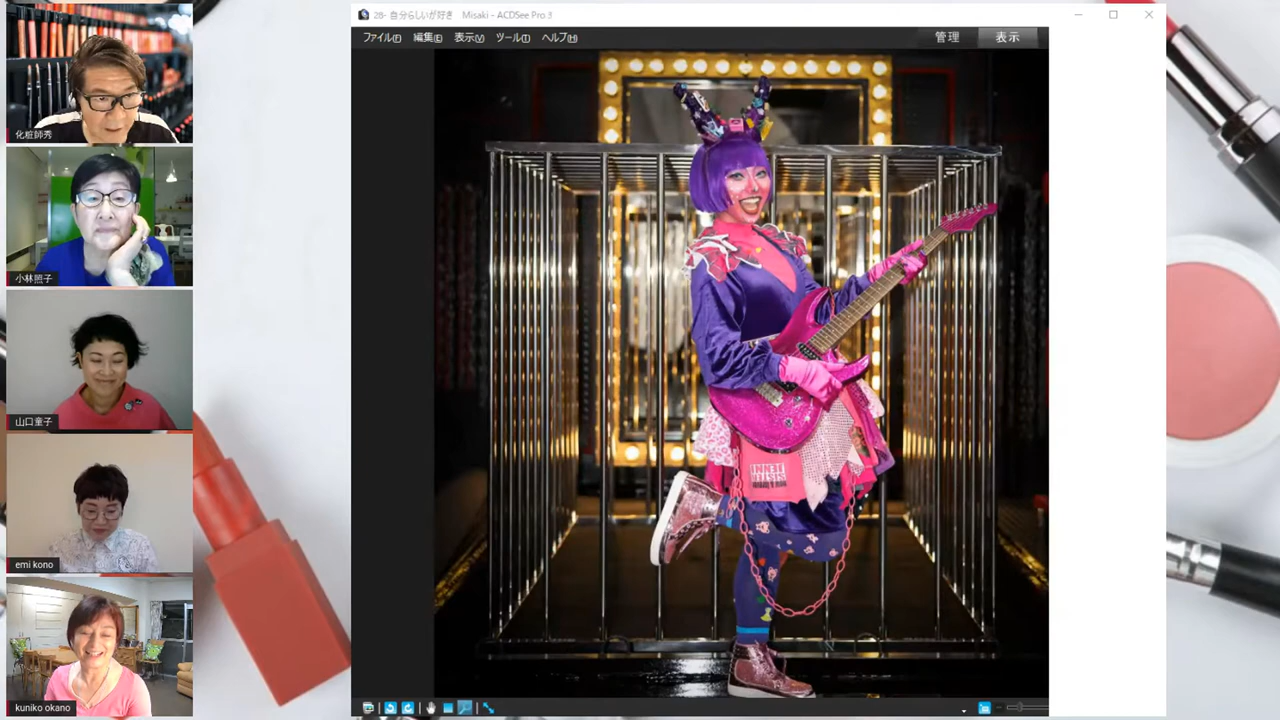 28- 自分らしいが好き Misaki - ACDSee Pro 3
ファイル(F) 編集(E) 表示(V) ツール(T) ヘルプ(H)
管理 表示
化粧師秀
小林照子
山口童子
emi kono
kuniko okano